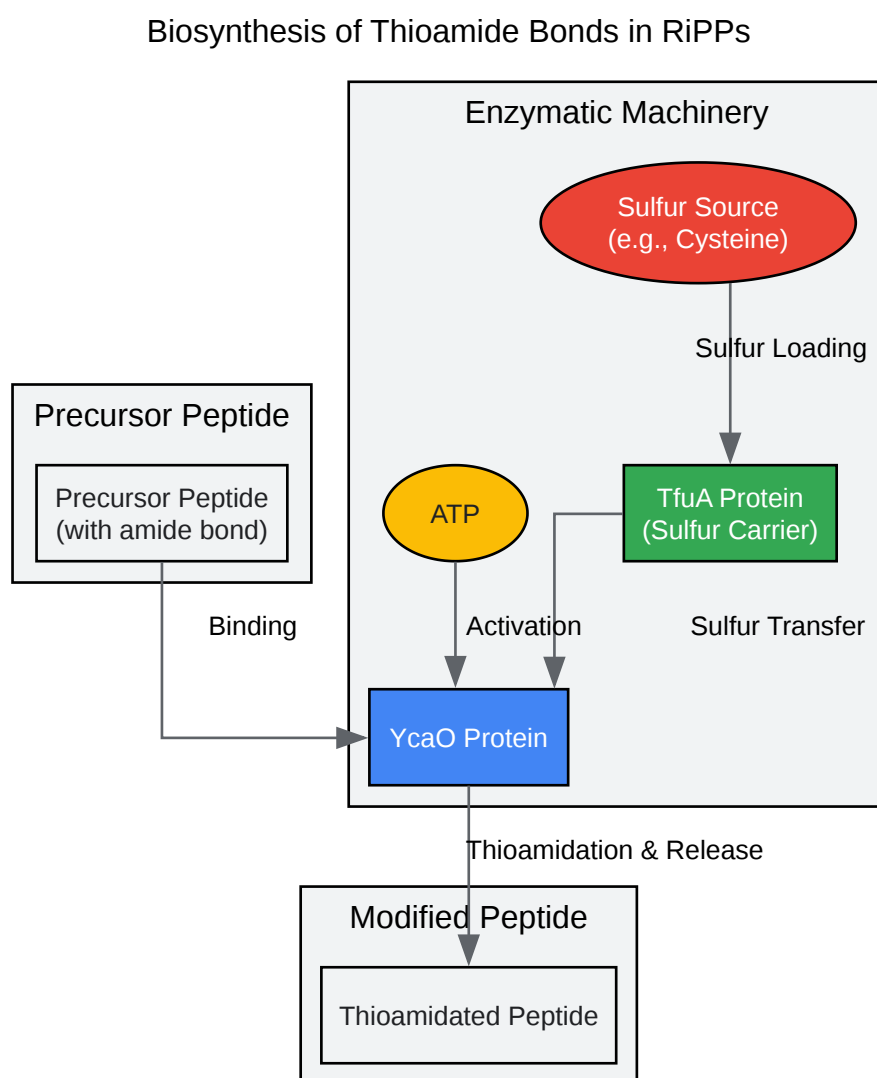 Biosynthesis of Thioamide Bonds in RiPPs
Enzymatic Machinery
Sulfur Source
(e.g., Cysteine)
Sulfur Loading
Precursor Peptide
Precursor Peptide
(with amide bond)
ATP
TfuA Protein
(Sulfur Carrier)
Binding
Activation
Sulfur Transfer
YcaO Protein
Thioamidation & Release
Modified Peptide
Thioamidated Peptide